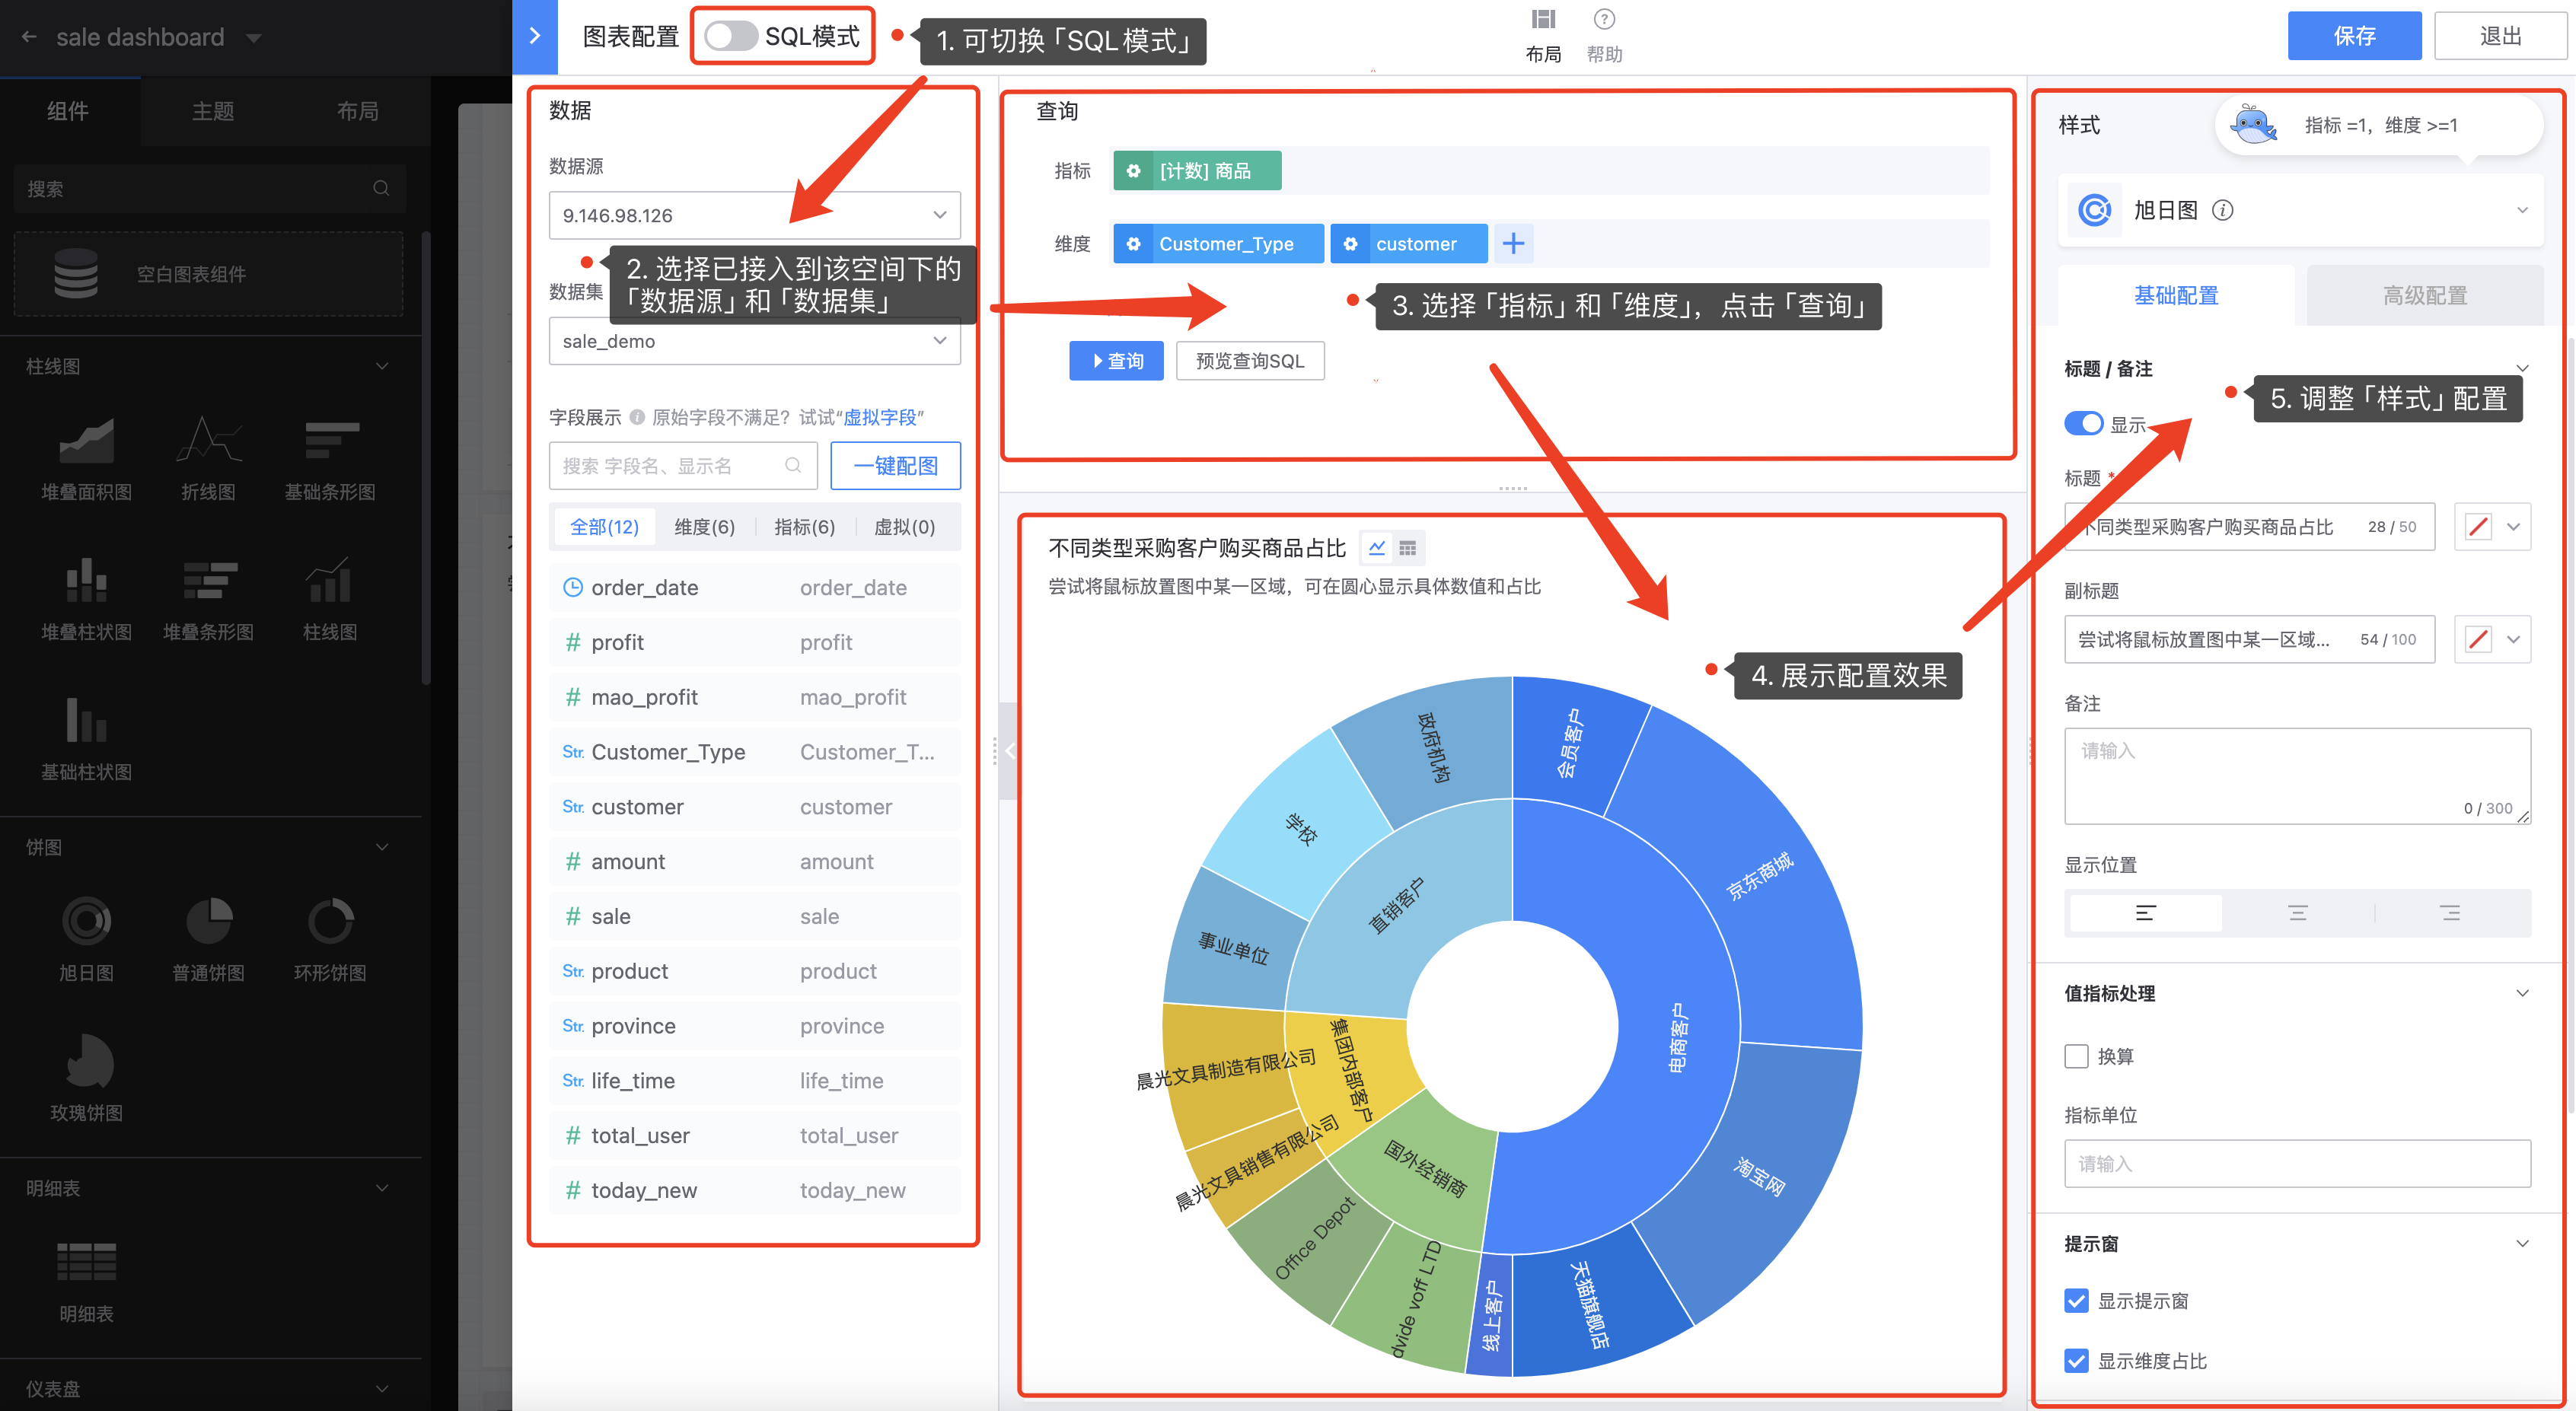 sale dashboard
组件
主题
布局
搜索
空白图表组件
柱线图
堆叠面积图
折线图
基础条形图
堆叠柱状图
堆叠条形图
柱线图
基础柱状图
饼图
旭日图
普通饼图
环形饼图
玫瑰饼图
明细表
明细表
仪表盘
图表配置
SQL模式
1. 可切换「SQL 模式」
布局
帮助
保存
退出
数据
数据源
9.146.98.126
2. 选择已接入到该空间下的
「数据源」和「数据集」
数据集
sale_demo
字段展示
原始字段不满足？试试“虚拟字段”
搜索 字段名、显示名
一键配图
全部(12)
维度(6)
指标(6)
虚拟(0)
order_date order_date
# profit profit
# mao_profit mao_profit
Str. Customer_Type Customer_T...
Str. customer customer
# amount amount
# sale sale
Str. product product
Str. province province
Str. life_time life_time
# total_user total_user
# today_new today_new
查询
指标
[计数] 商品
维度
Customer_Type
customer
3. 选择「指标」和「维度」，点击「查询」
查询
预览查询SQL
不同类型采购客户购买商品占比
尝试将鼠标放置图中某一区域，可在圆心显示具体数值和占比
4. 展示配置效果
政府机构
会员客户
学校
京东商城
直销客户
事业单位
电商客户
集团内部客户
晨光文具制造有限公司
晨光文具销售有限公司
国外经销商
淘宝网
Office Depot
dvide voff LTD
线上客户
天猫旗舰店
样式
指标 =1，维度 >=1
旭日图
基础配置
高级配置
标题 / 备注
5. 调整「样式」配置
显示
标题 *
不同类型采购客户购买商品占比 28 / 50
副标题
尝试将鼠标放置图中某一区域... 54 / 100
备注
请输入
0 / 300
显示位置
值指标处理
换算
指标单位
请输入
提示窗
显示提示窗
显示维度占比